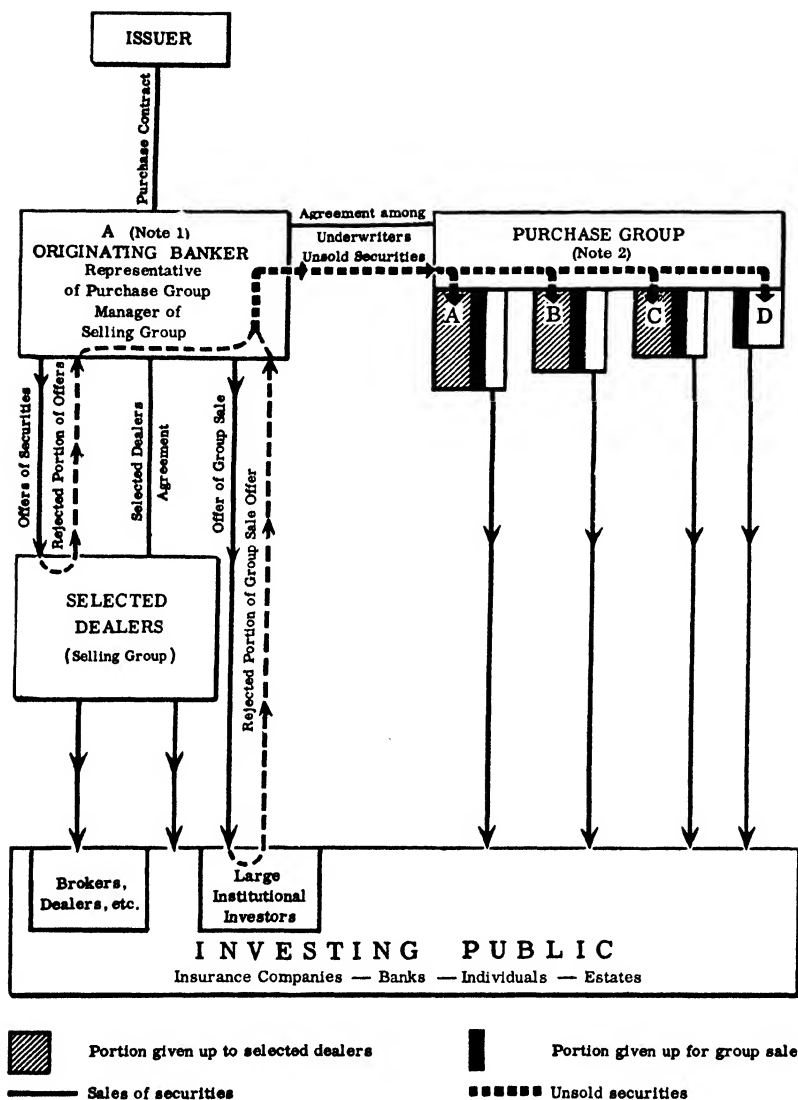 ISSUER
Purchase Contract
A (Note 1)
ORIGINATING BANKER
Representative
of Purchase Group
Manager of
Selling Group
Agreement among
Underwriters
Unsold Securities
PURCHASE GROUP
(Note 2)
A
B
C
D
Offers of Securities
Rejected Portion of Offers
Selected Dealers
Agreement
Offer of Group Sale
Rejected Portion of Group Sale Offer
SELECTED
DEALERS
(Selling Group)
Brokers,
Dealers, etc.
Large
Institutional
Investors
INVESTING PUBLIC
Insurance Companies — Banks — Individuals — Estates
Portion given up to selected dealers
Portion given up for group sale
Sales of securities
Unsold securities